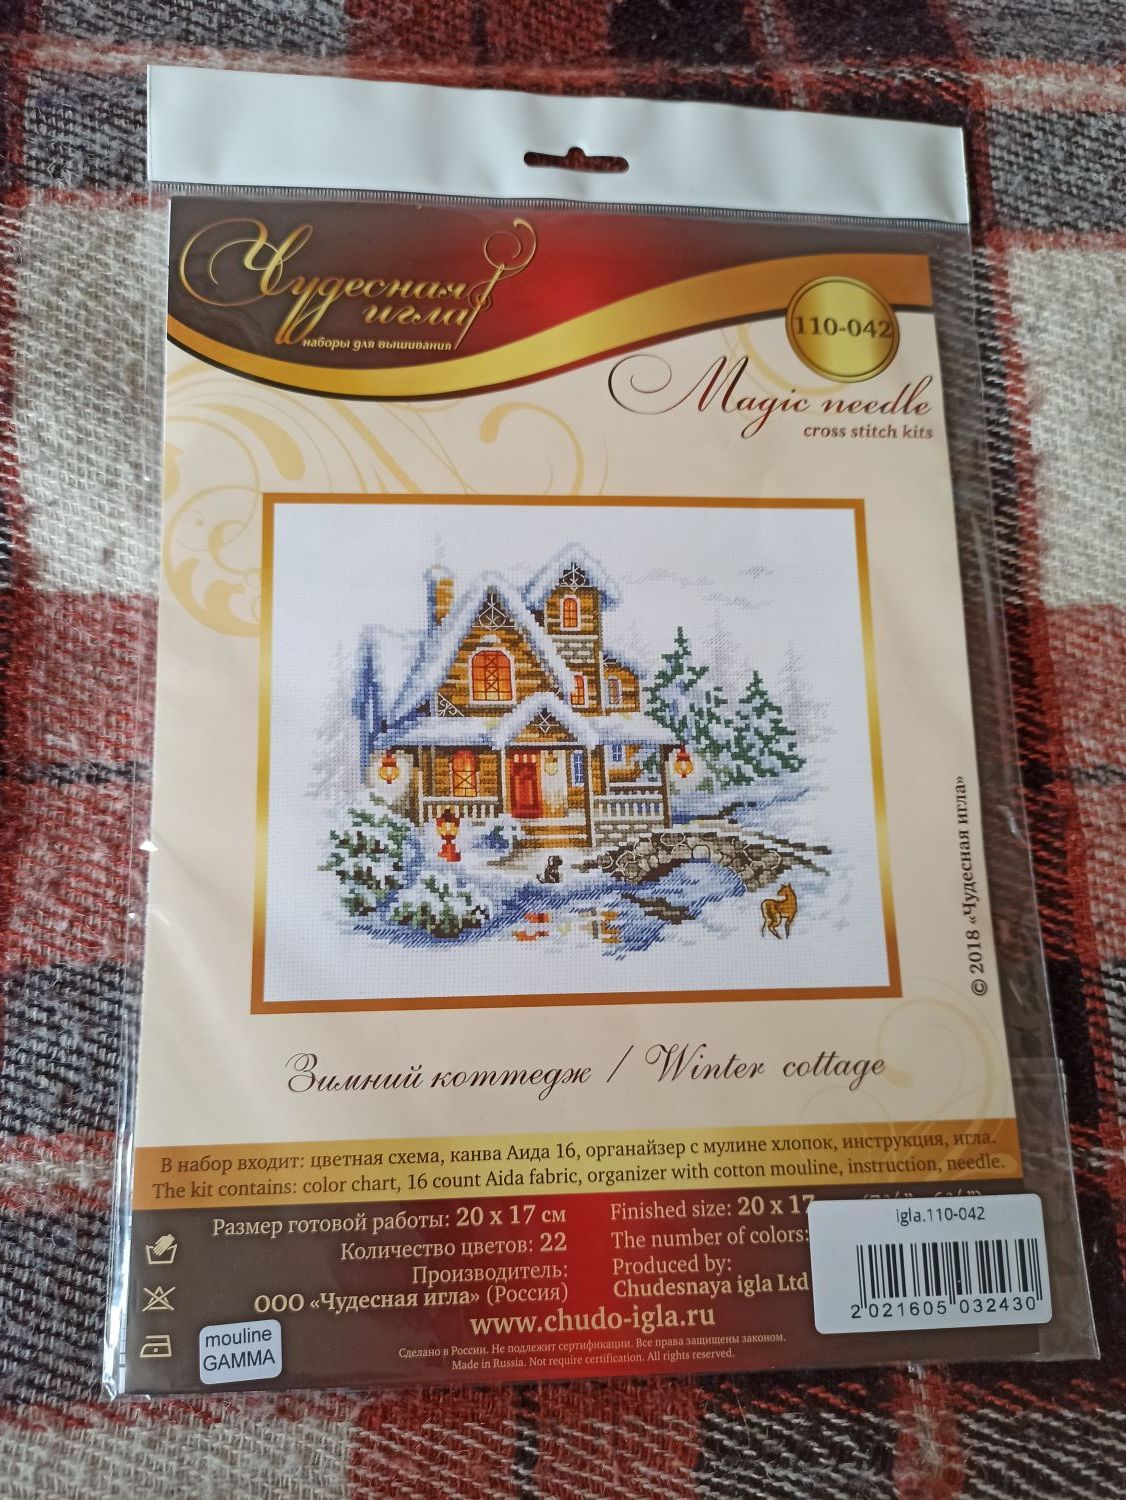 Чудесная
игла
наборы для вышивания
110-042
Magic needle
cross stitch kits
© 2018 «Чудесная игла»
Зимний коттедж / Winter cottage
В набор входит: цветная схема, канва Аида 16, органайзер с мулине хлопок, инструкция, игла.
The kit contains: color chart, 16 count Aida fabric, organizer with cotton mouline, instruction, needle.
Размер готовой работы: 20 x 17 см
Количество цветов: 22
Производитель:
ООО «Чудесная игла» (Россия)
Finished size: 20 x 17
The number of colors:
Produced by:
Chudesnaya igla Ltd
www.chudo-igla.ru
Сделано в России. Не подлежит сертификации. Все права защищены законом.
Made in Russia. Not require certification. All rights reserved.
mouline
GAMMA
igla.110-042
2 021605 032430